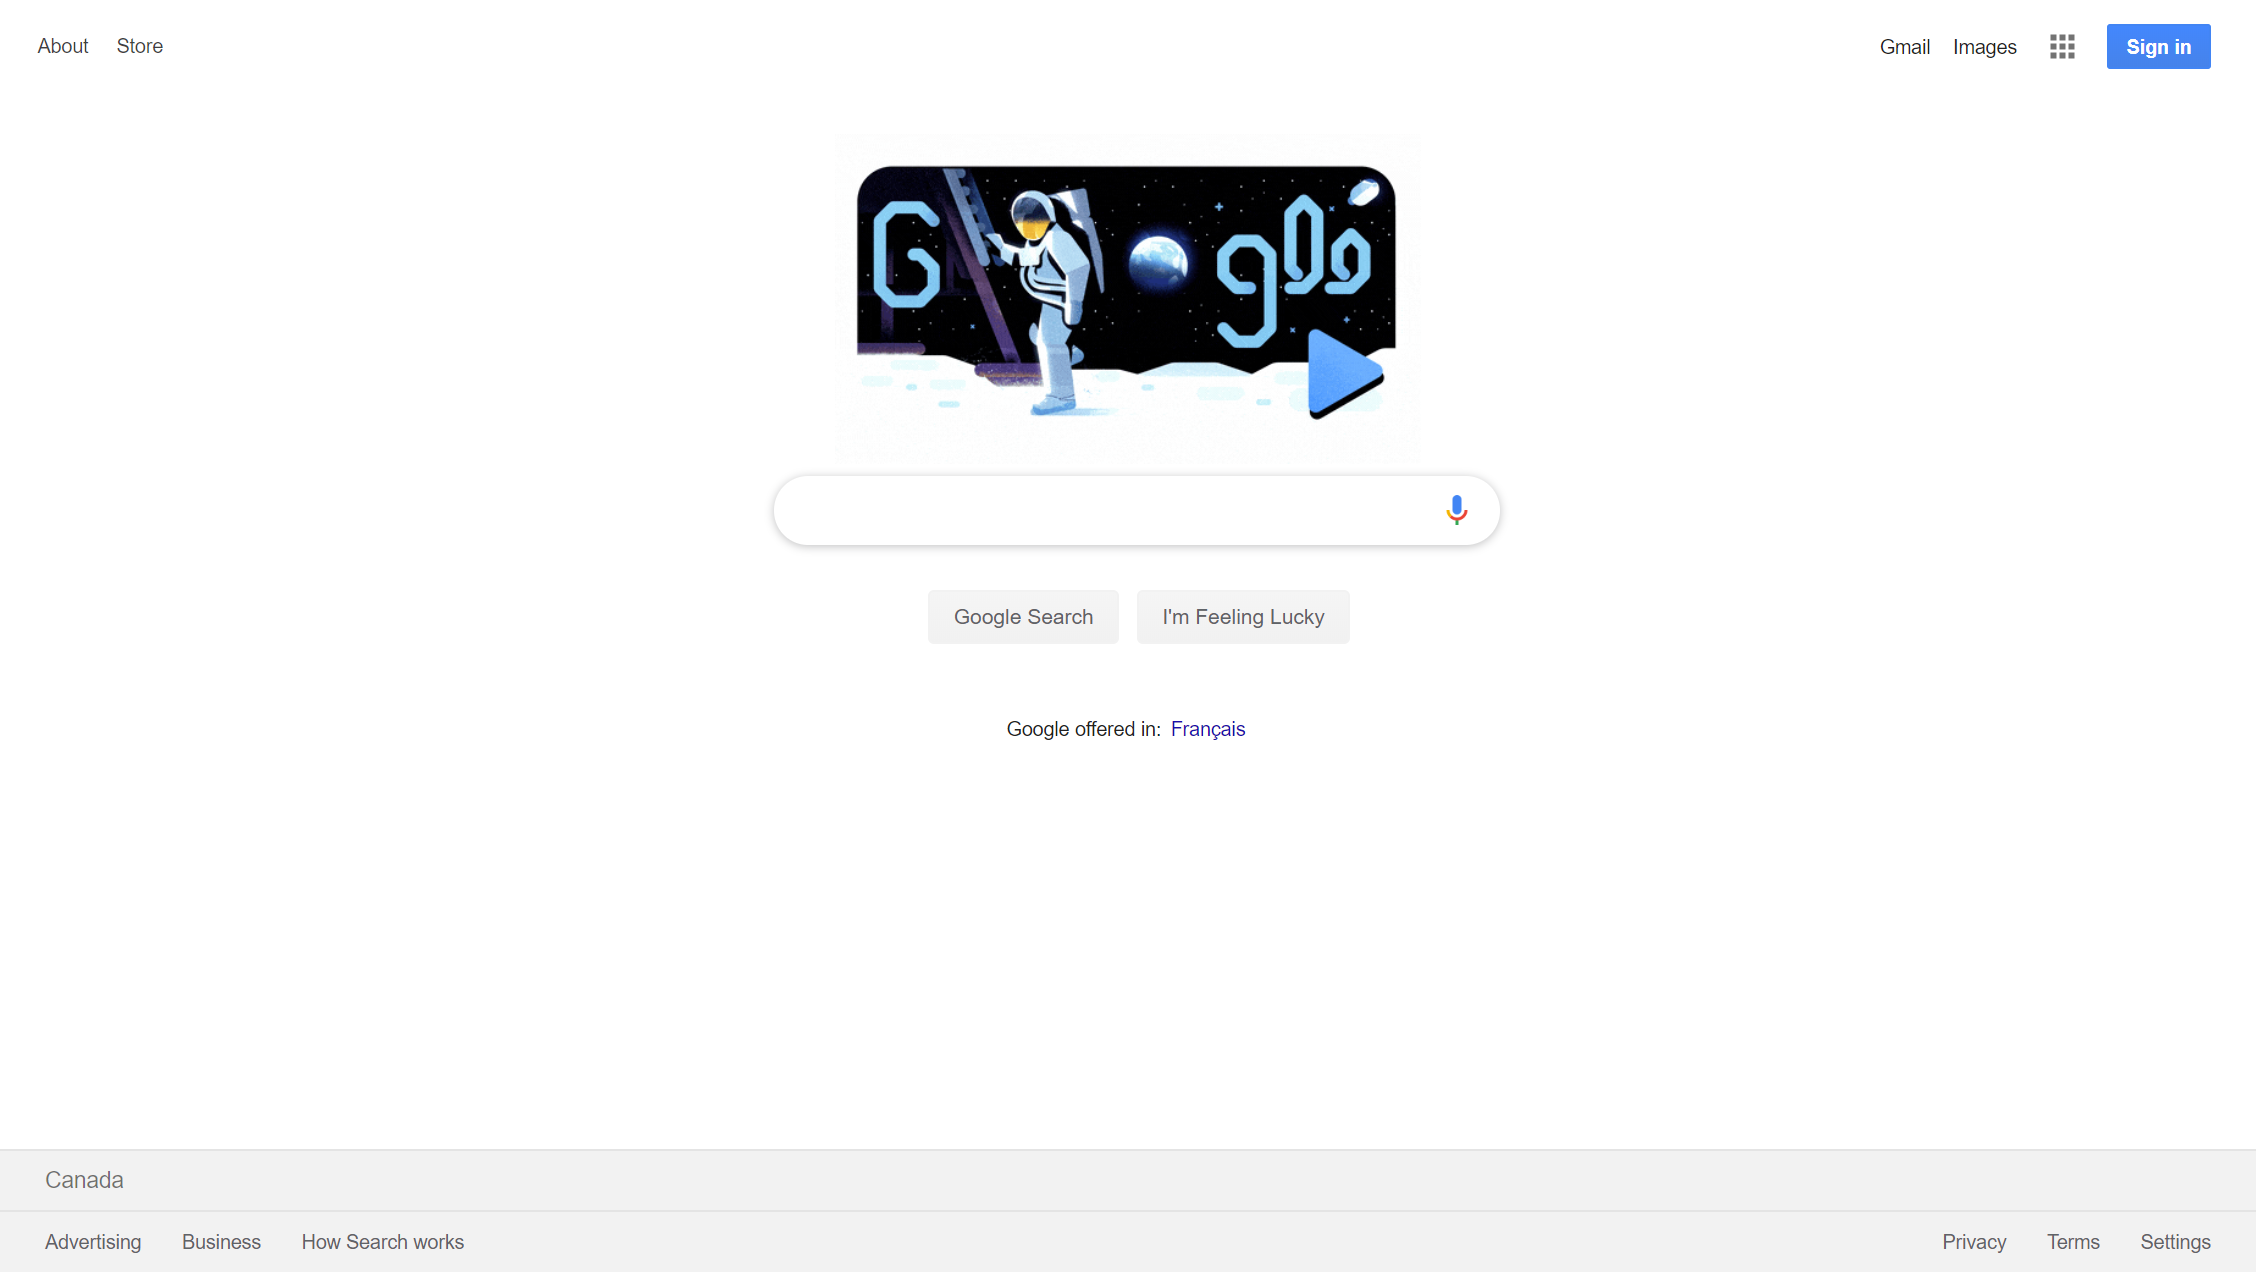 About Store
Gmail Images Sign in
G gle
Google Search I'm Feeling Lucky
Google offered in: Français
Canada
Advertising Business How Search works
Privacy Terms Settings